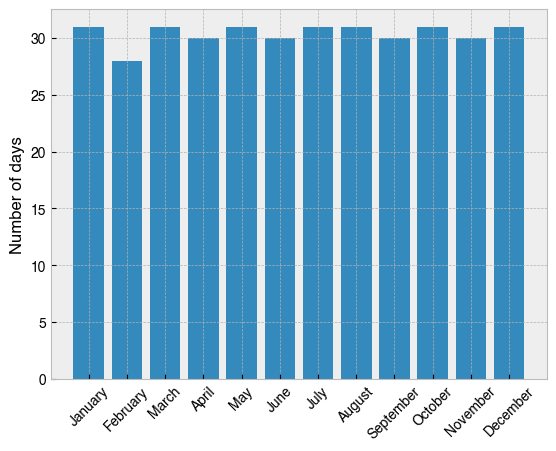 Number of days
30
25
20
15
10
5
0
January
February
March
April
May
June
July
August
September
October
November
December